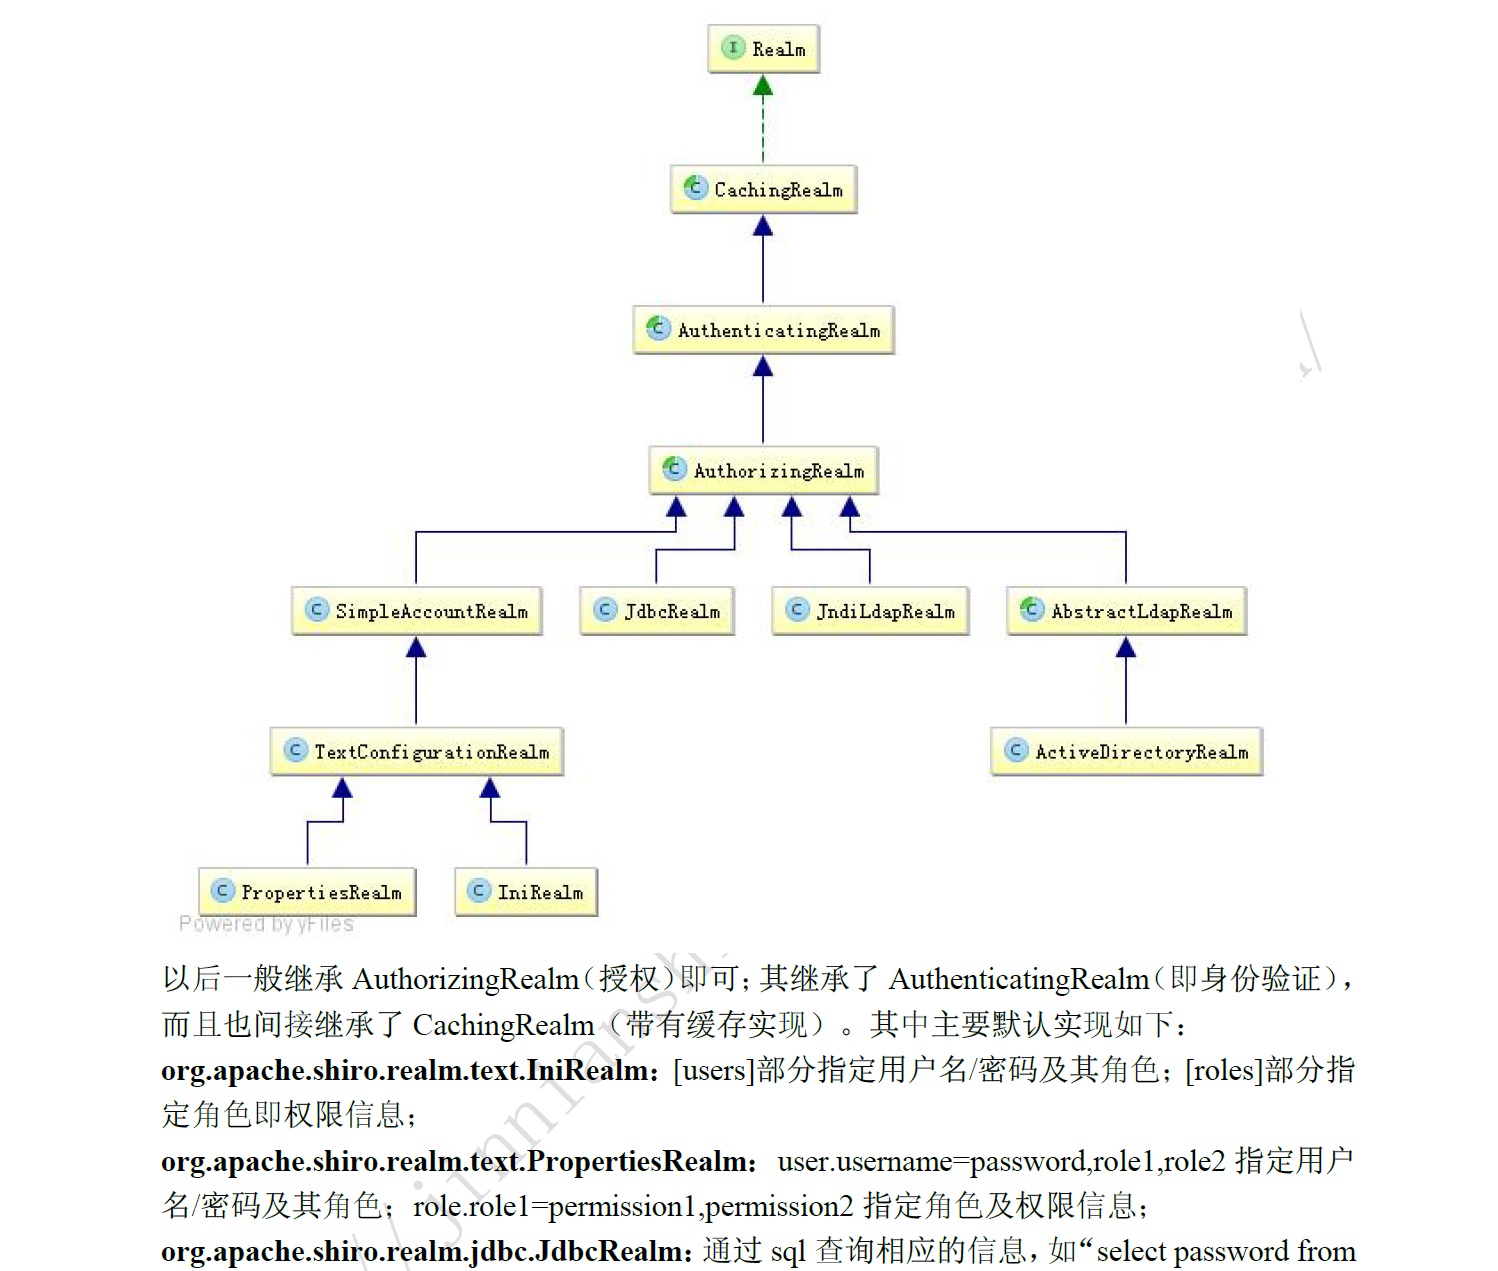 I Realm
C CachingRealm
C AuthenticatingRealm
C AuthorizingRealm
C SimpleAccountRealm
C JdbcRealm
C JndiLdapRealm
C AbstractLdapRealm
C TextConfigurationRealm
C ActiveDirectoryRealm
C PropertiesRealm
C IniRealm
Powered by yFiles
以后一般继承 AuthorizingRealm（授权）即可；其继承了 AuthenticatingRealm（即身份验证），
而且也间接继承了 CachingRealm（带有缓存实现）。其中主要默认实现如下：
org.apache.shiro.realm.text.IniRealm：[users]部分指定用户名/密码及其角色；[roles]部分指
定角色即权限信息；
org.apache.shiro.realm.text.PropertiesRealm：user.username=password,role1,role2 指定用户
名/密码及其角色；role.role1=permission1,permission2 指定角色及权限信息；
org.apache.shiro.realm.jdbc.JdbcRealm：通过 sql 查询相应的信息，如“select password from
//jinniansh